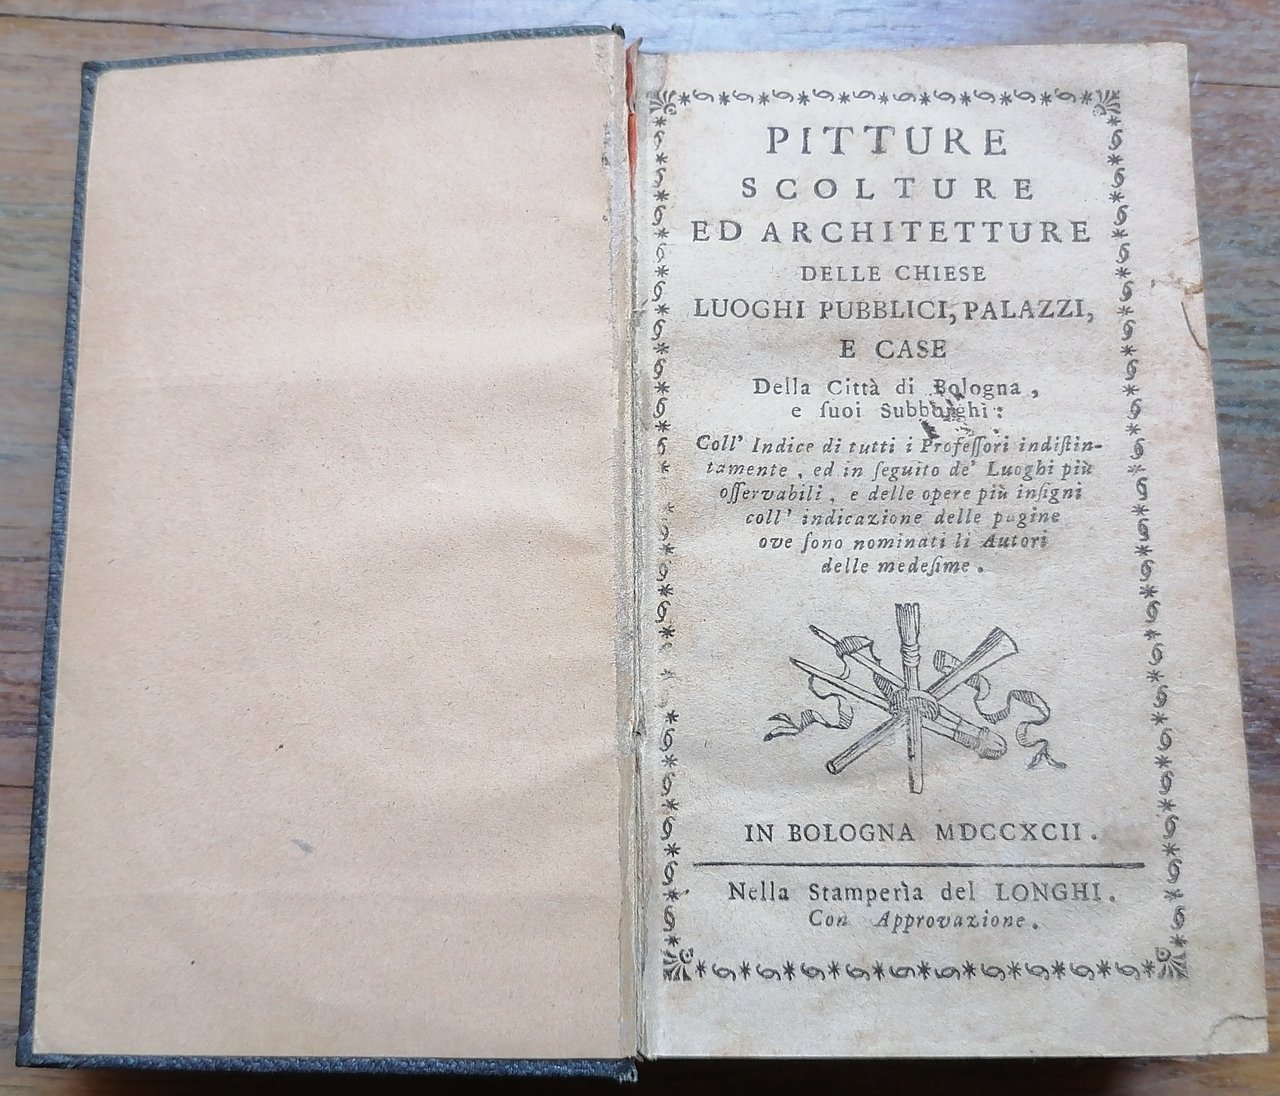 PITTURE
SCOLTURE
ED ARCHITETTURE
DELLE CHIESE
LUOGHI PUBBLICI, PALAZZI,
E CASE
Della Città di Bologna,
e ſuoi Subborghi:
Coll' Indice di tutti i Profeſſori indiſtin-
tamente, ed in ſeguito de' Luoghi più
oſſervabili, e delle opere più inſigni
coll' indicazione delle pagine
ove ſono nominati li Autori
delle medeſime.
IN BOLOGNA MDCCXCII.
Nella Stamperìa del LONGHI.
Con Approvazione.